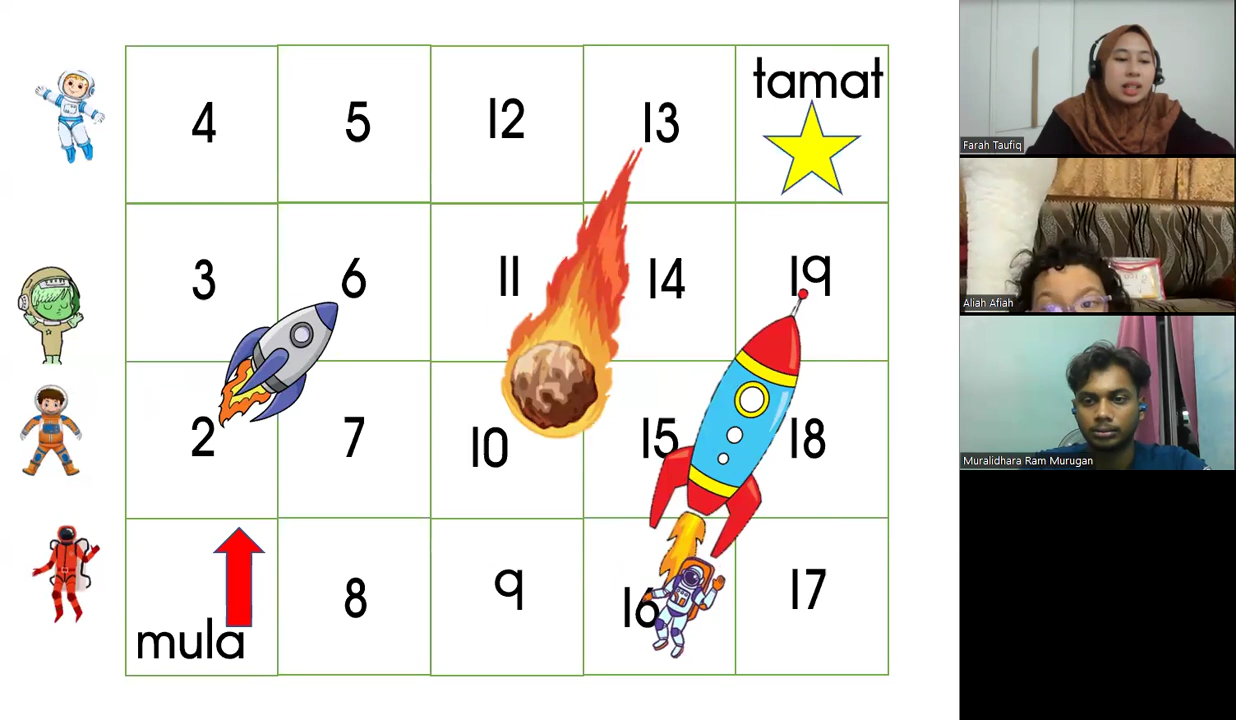 4 5 12 13 tamat
3 6 11 14 19
2 7 10 15 18
mula 8 9 16 17
Farah Taufiq
Aliah Afiah
Muralidhara Ram Murugan